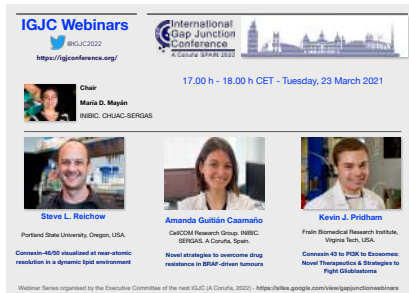 IGJC Webinars
@IGJC2022
https://igjconference.org/
International
Gap Junction
Conference
A Coruña SPAIN 2022
17.00 h - 18.00 h CET - Tuesday, 23 March 2021
Chair
María D. Mayán
INIBIC. CHUAC-SERGAS
Steve L. Reichow
Portland State University, Oregon, USA.
Connexin-46/50 visualized at near-atomic
resolution in a dynamic lipid environment
Amanda Guitián Caamaño
CellCOM Research Group. INIBIC.
SERGAS. A Coruña, Spain.
Novel strategies to overcome drug
resistance in BRAF-driven tumours
Kevin J. Pridham
Fralin Biomedical Research Institute,
Virginia Tech, USA.
Connexin 43 to PI3K to Exosomes:
Novel Therapeutics & Strategies to
Fight Glioblastoma
Webinar Series organised by the Executive Committee of the next IGJC (A Coruña, 2022) - https://sites.google.com/view/gapjunctionwebinars